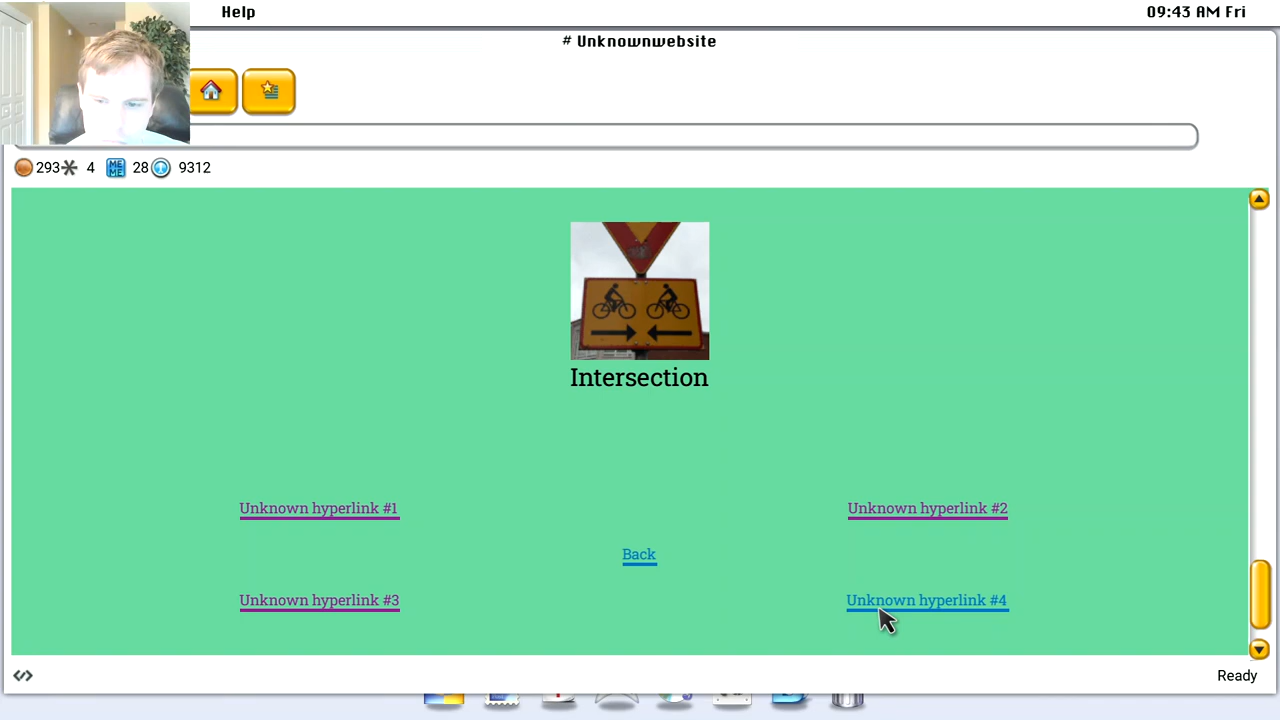 Help
09:43 AM Fri
# Unknownwebsite
293 4 28 9312
Intersection
Unknown hyperlink #1
Unknown hyperlink #2
Back
Unknown hyperlink #3
Unknown hyperlink #4
Ready